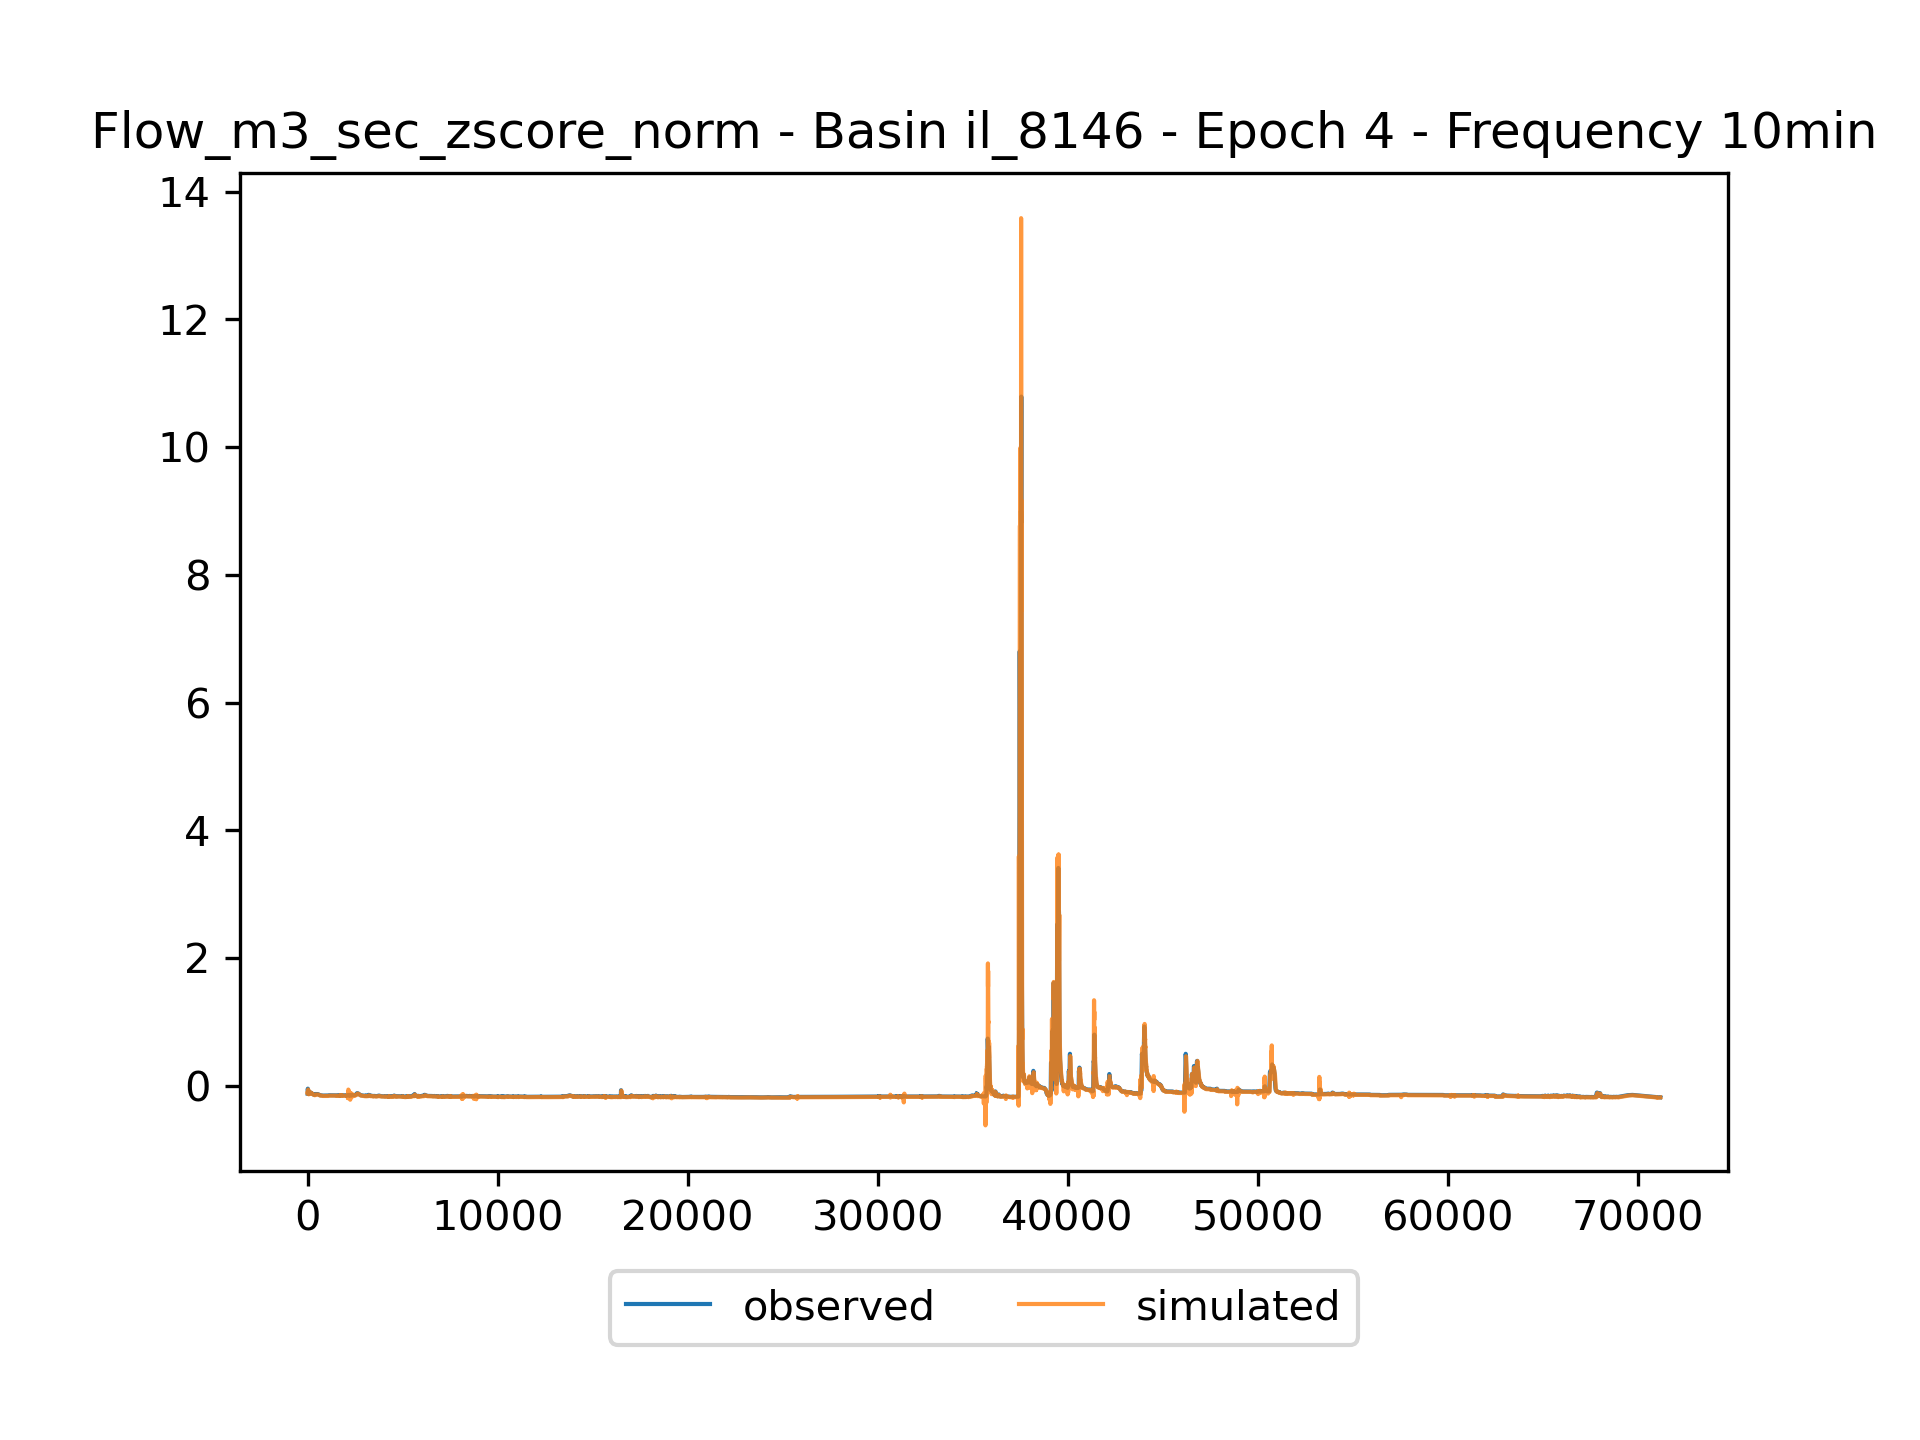 Flow_m3_sec_zscore_norm - Basin il_8146 - Epoch 4 - Frequency 10min
14
12
10
8
6
4
2
0
0 10000 20000 30000 40000 50000 60000 70000
observed simulated